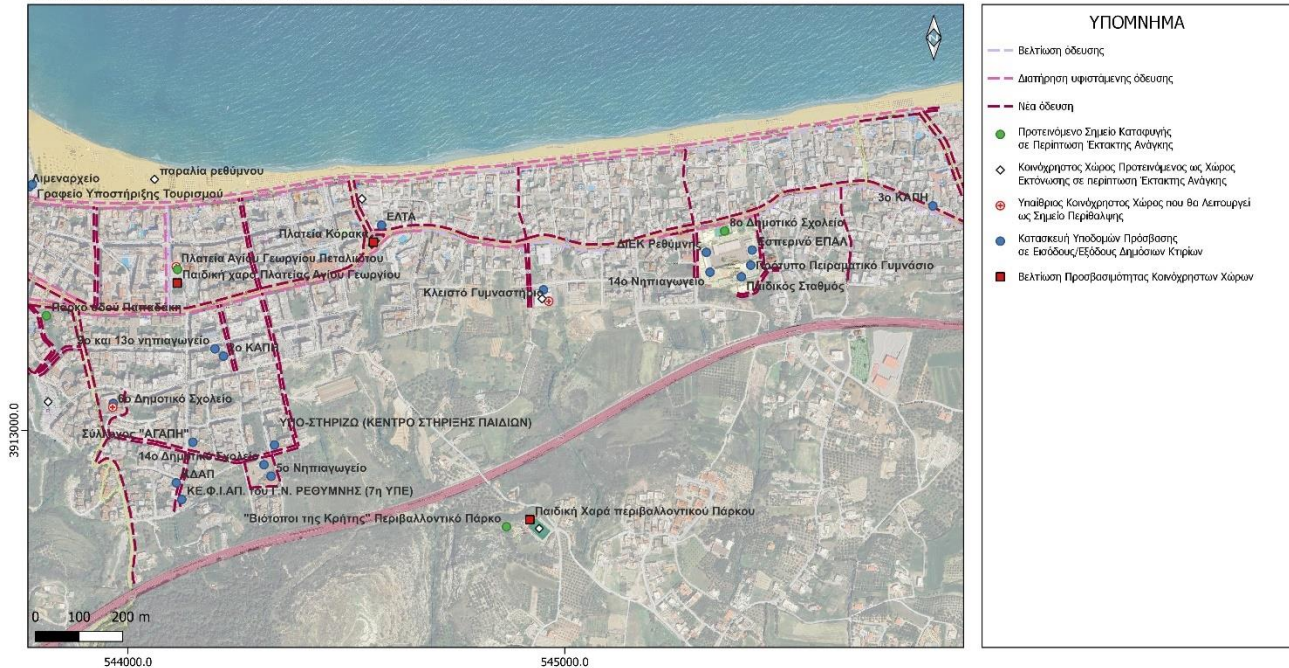 ΥΠΟΜΝΗΜΑ
Βελτίωση όδευσης
Διατήρηση υφιστάμενης όδευσης
Νέα όδευση
Προτεινόμενο Σημείο Καταφυγής
σε Περίπτωση Έκτακτης Ανάγκης
Κοινόχρηστος Χώρος Προτεινόμενος ως Χώρος
Εκτόνωσης σε περίπτωση Έκτακτης Ανάγκης
Υπαίθριος Κοινόχρηστος Χώρος που θα Λειτουργεί
ως Σημείο Περίθαλψης
Κατασκευή Υποδομών Πρόσβασης
σε Εισόδους/Εξόδους Δημόσιων Κτιρίων
Βελτίωση Προσβασιμότητας Κοινόχρηστων Χώρων
N
Λιμεναρχείο
παραλία ρεθύμνου
Γραφείο Υποστήριξης Τουρισμού
3ο ΚΑΠΗ
ΕΛΤΑ
Πλατεία Κόρακα
8ο Δημοτικό Σχολείο
ΔΙΕΚ Ρεθύμνης
Εσπερινό ΕΠΑΛ
Πλατεία Αγίου Γεωργίου Πεταλιώτου
Πρότυπο Πειραματικό Γυμνάσιο
Παιδική χαρά Πλατείας Αγίου Γεωργίου
14ο Νηπιαγωγείο
Παιδικός Σταθμός
Κλειστό Γυμναστήριο
Πάρκο οδού Παπαδάκη
9ο και 13ο νηπιαγωγείο
2ο ΚΑΠΗ
6ο Δημοτικό Σχολείο
ΥΠΟ-ΣΤΗΡΙΖΩ (ΚΕΝΤΡΟ ΣΤΗΡΙΞΗΣ ΠΑΙΔΙΩΝ)
Σύλλογος "ΑΓΑΠΗ"
14ο Δημοτικό Σχολείο
5ο Νηπιαγωγείο
ΚΔΑΠ
ΚΕ.Φ.Ι.ΑΠ. του Γ.Ν. ΡΕΘΥΜΝΗΣ (7η ΥΠΕ)
Παιδική Χαρά περιβαλλοντικού Πάρκου
"Βιότοποι της Κρήτης" Περιβαλλοντικό Πάρκο
3913000.0
0 100 200 m
544000.0 545000.0